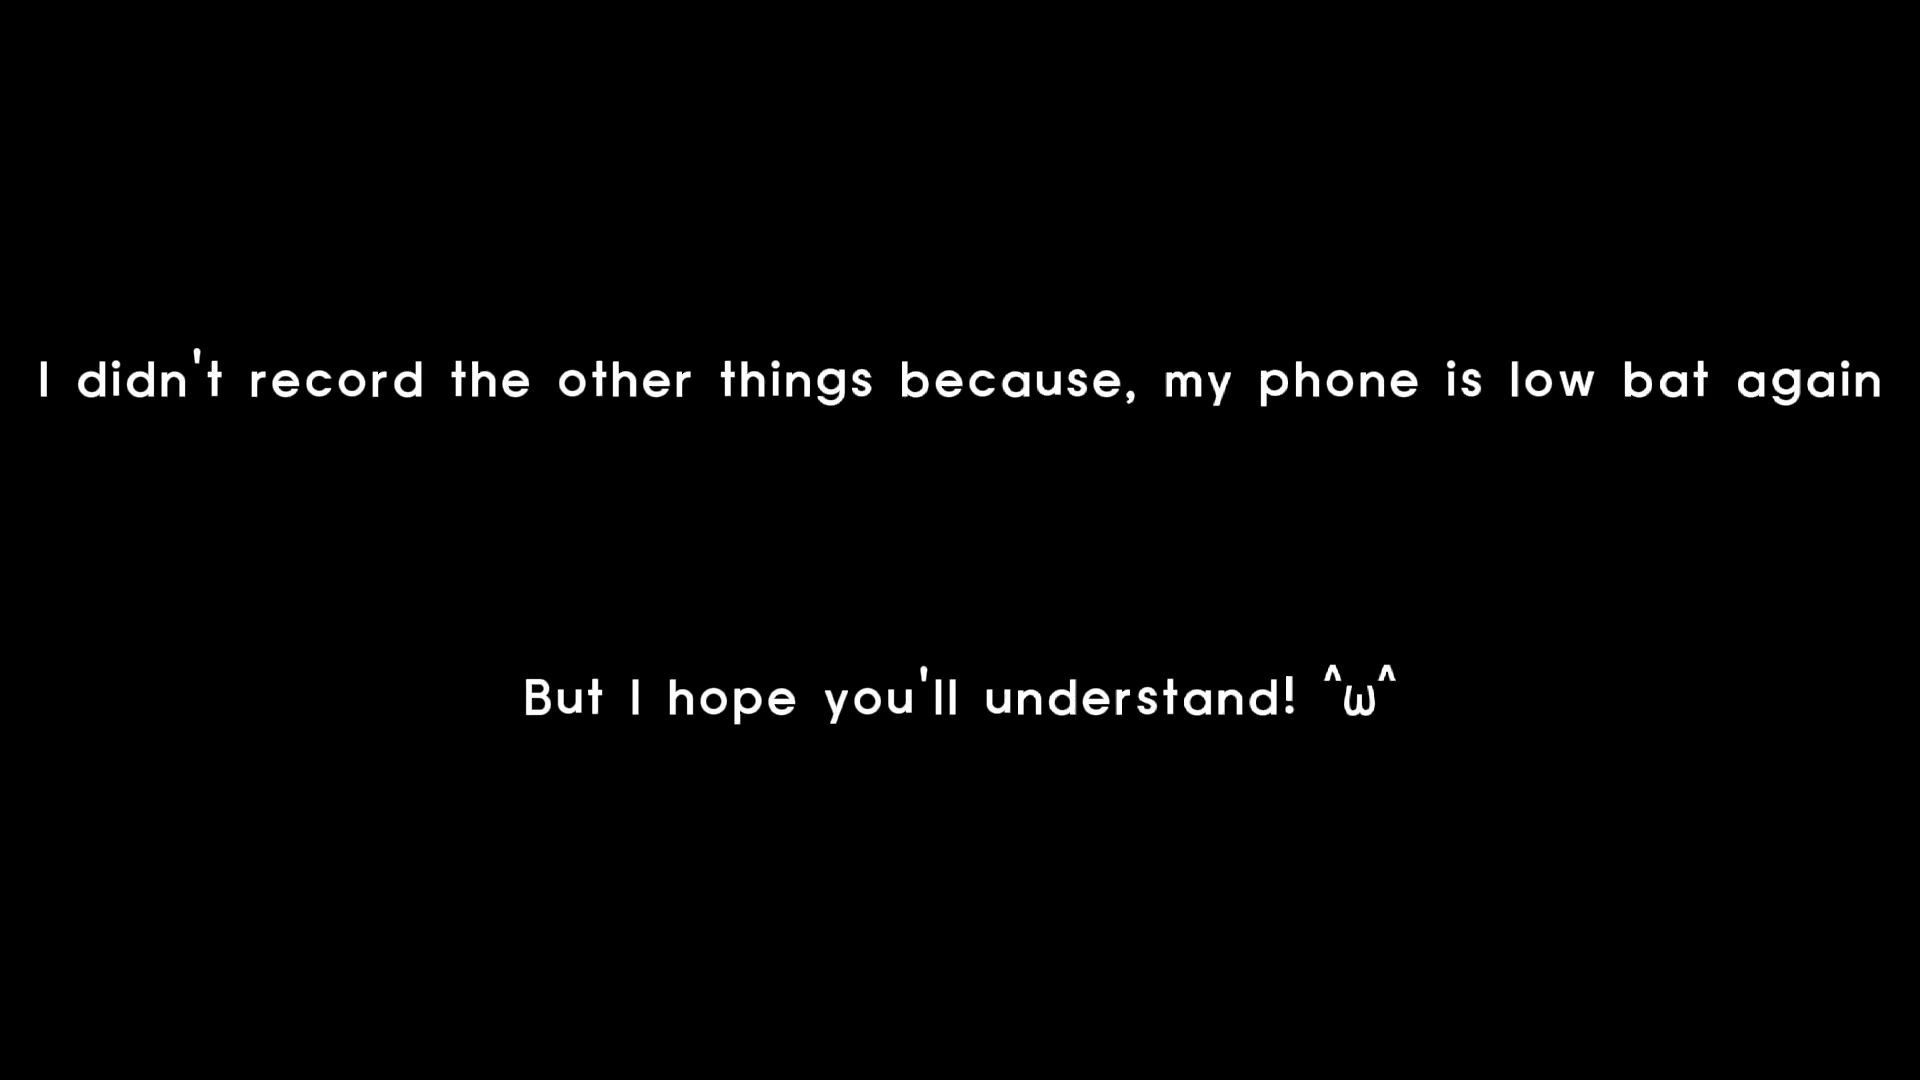 I didn't record the other things because, my phone is low bat again
But I hope you'll understand! ^ω^